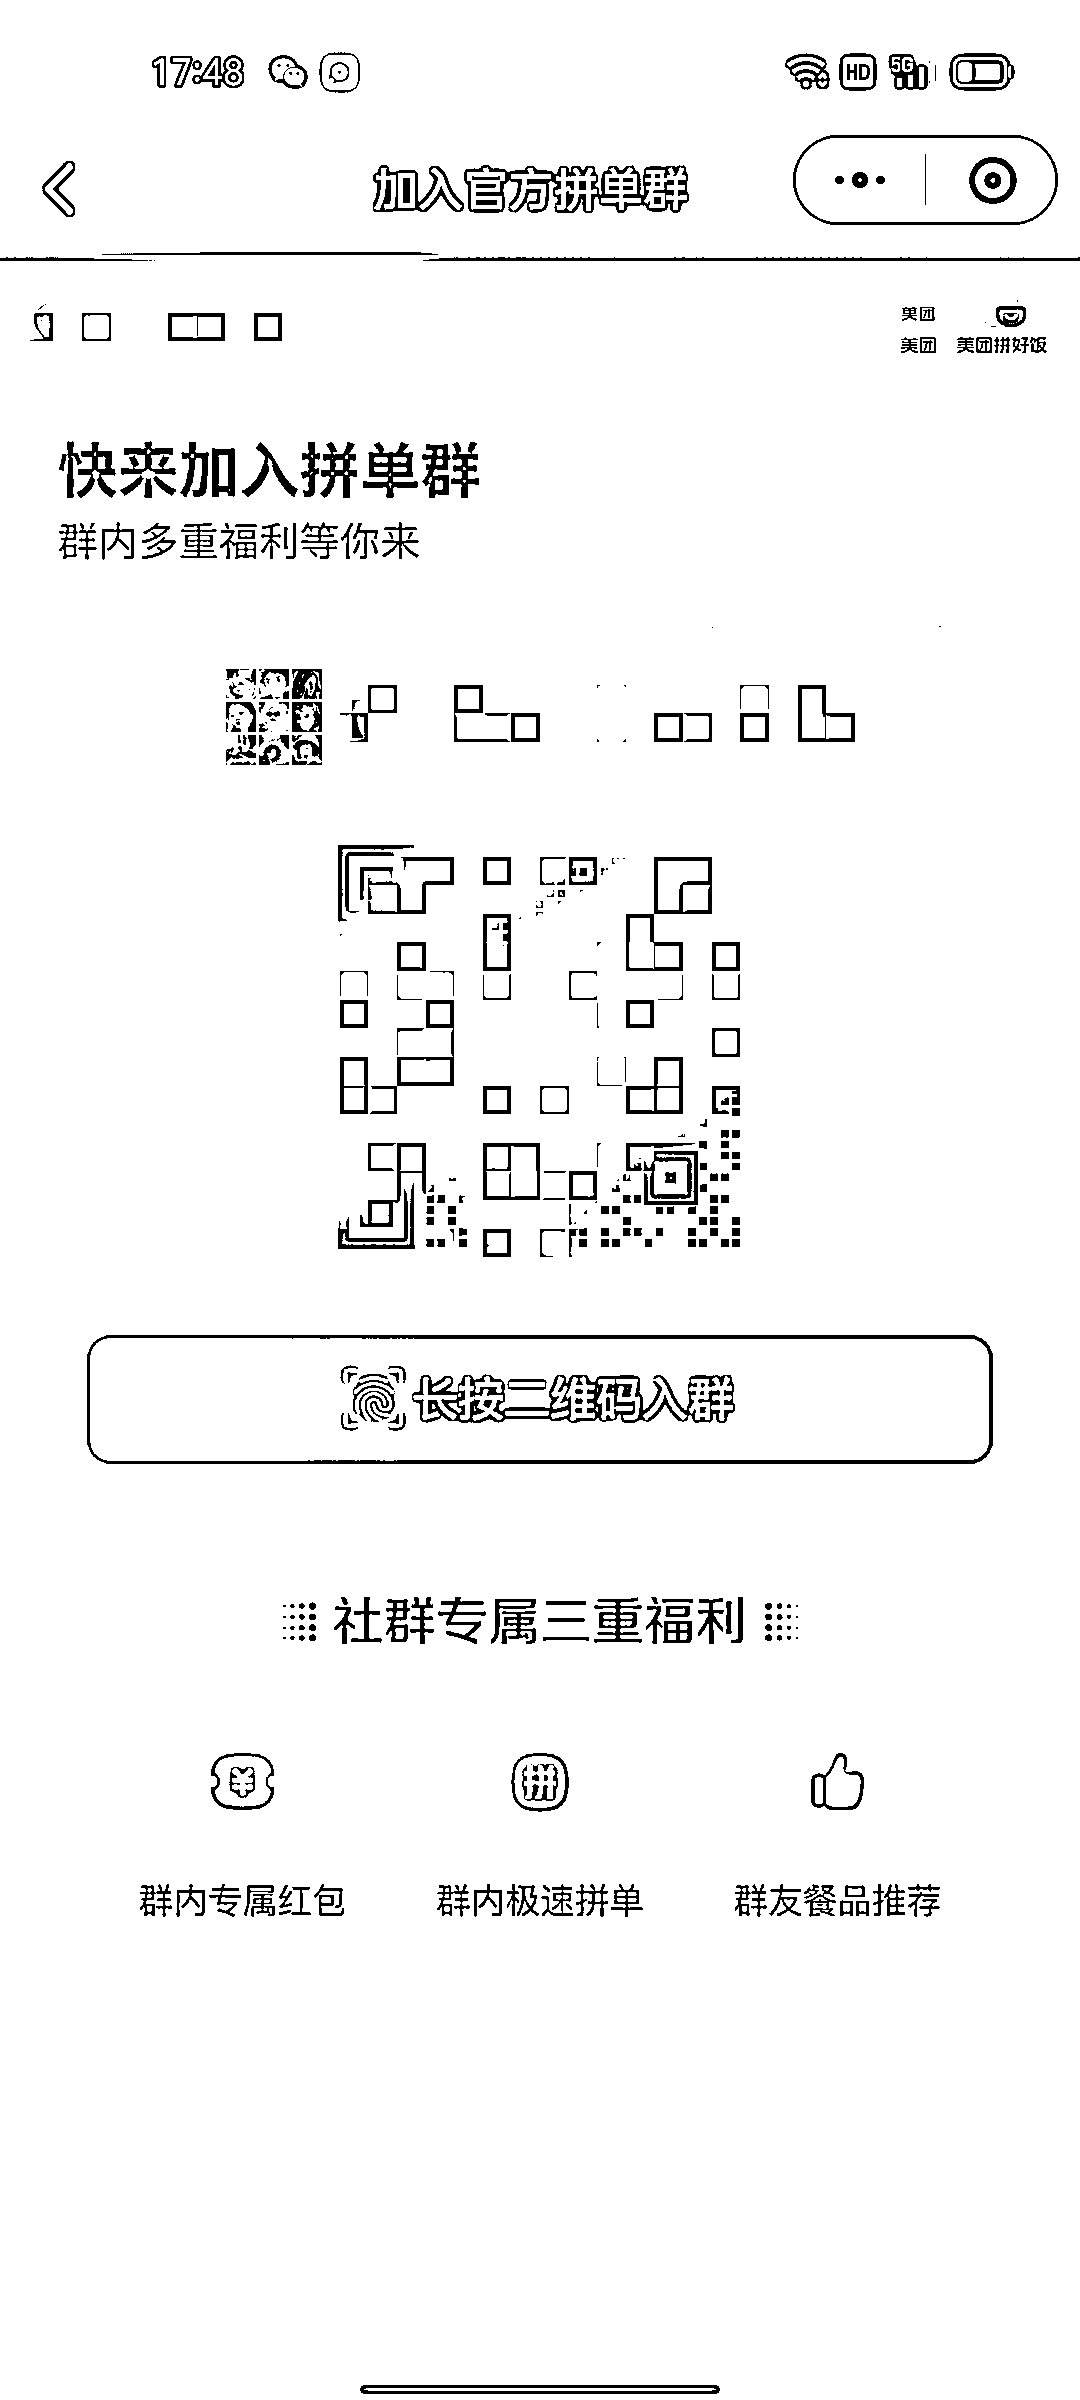 17:48
HD 5G
加入官方拼单群
美团
美团 美团拼好饭
快来加入拼单群
群内多重福利等你来
长按二维码入群
社群专属三重福利
¥ 拼
群内专属红包 群内极速拼单 群友餐品推荐